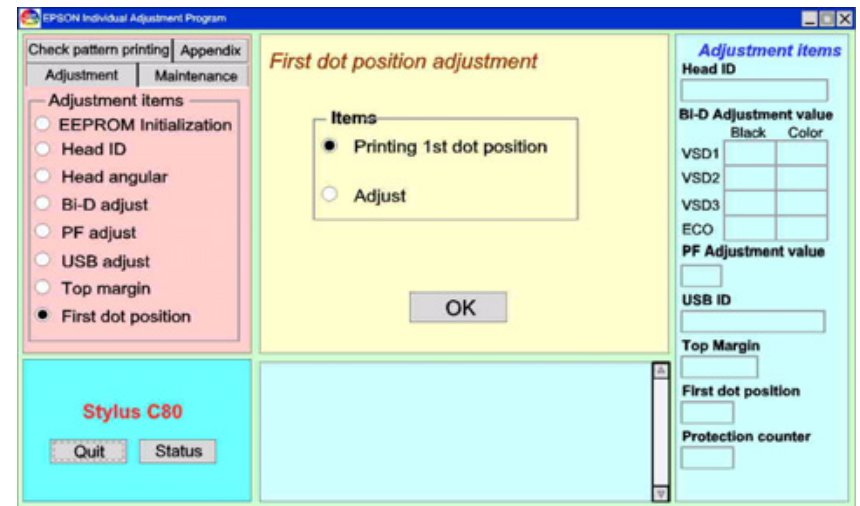 EPSON Individual Adjustment Program
Check pattern printing Appendix
Adjustment Maintenance
Adjustment items
EEPROM Initialization
Head ID
Head angular
Bi-D adjust
PF adjust
USB adjust
Top margin
First dot position
First dot position adjustment
Items
Printing 1st dot position
Adjust
OK
Stylus C80
Quit Status
Adjustment items
Head ID
Bi-D Adjustment value
Black Color
VSD1
VSD2
VSD3
ECO
PF Adjustment value
USB ID
Top Margin
First dot position
Protection counter